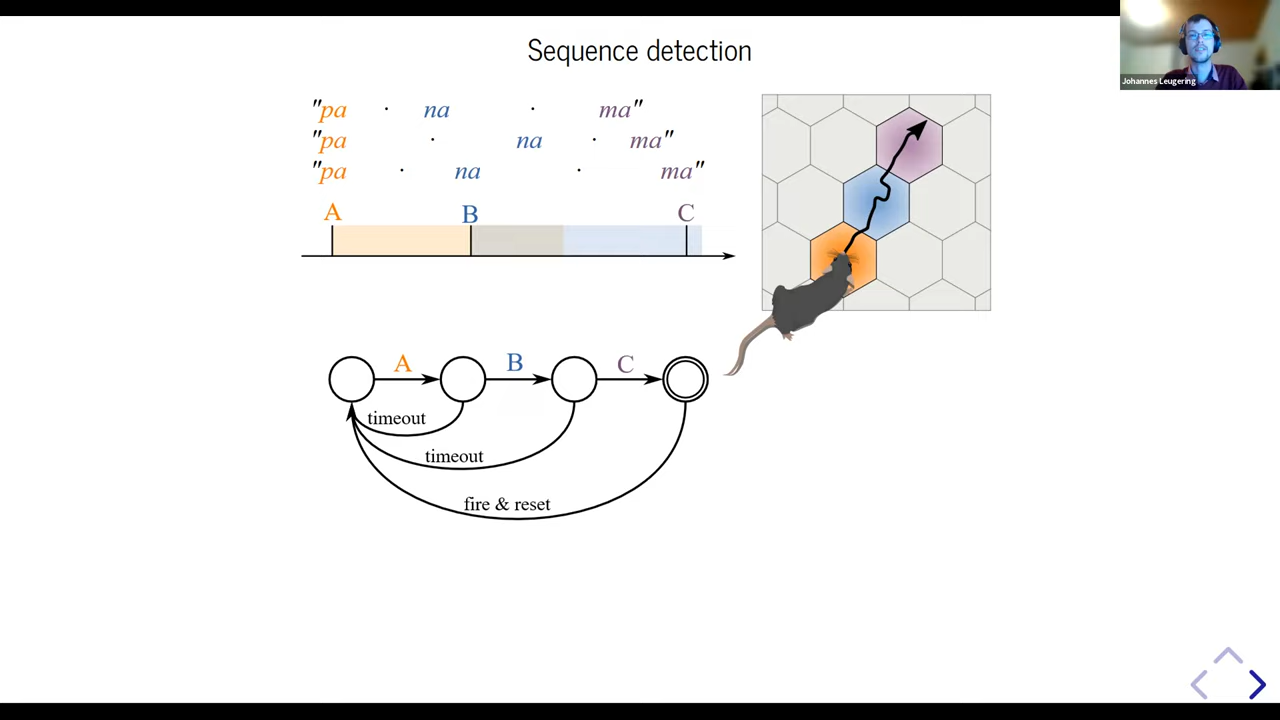 Sequence detection
Johannes Leugering
"pa · na · ma"
"pa · na · ma"
"pa · na · ma"
A B C
A B C
timeout
timeout
fire & reset